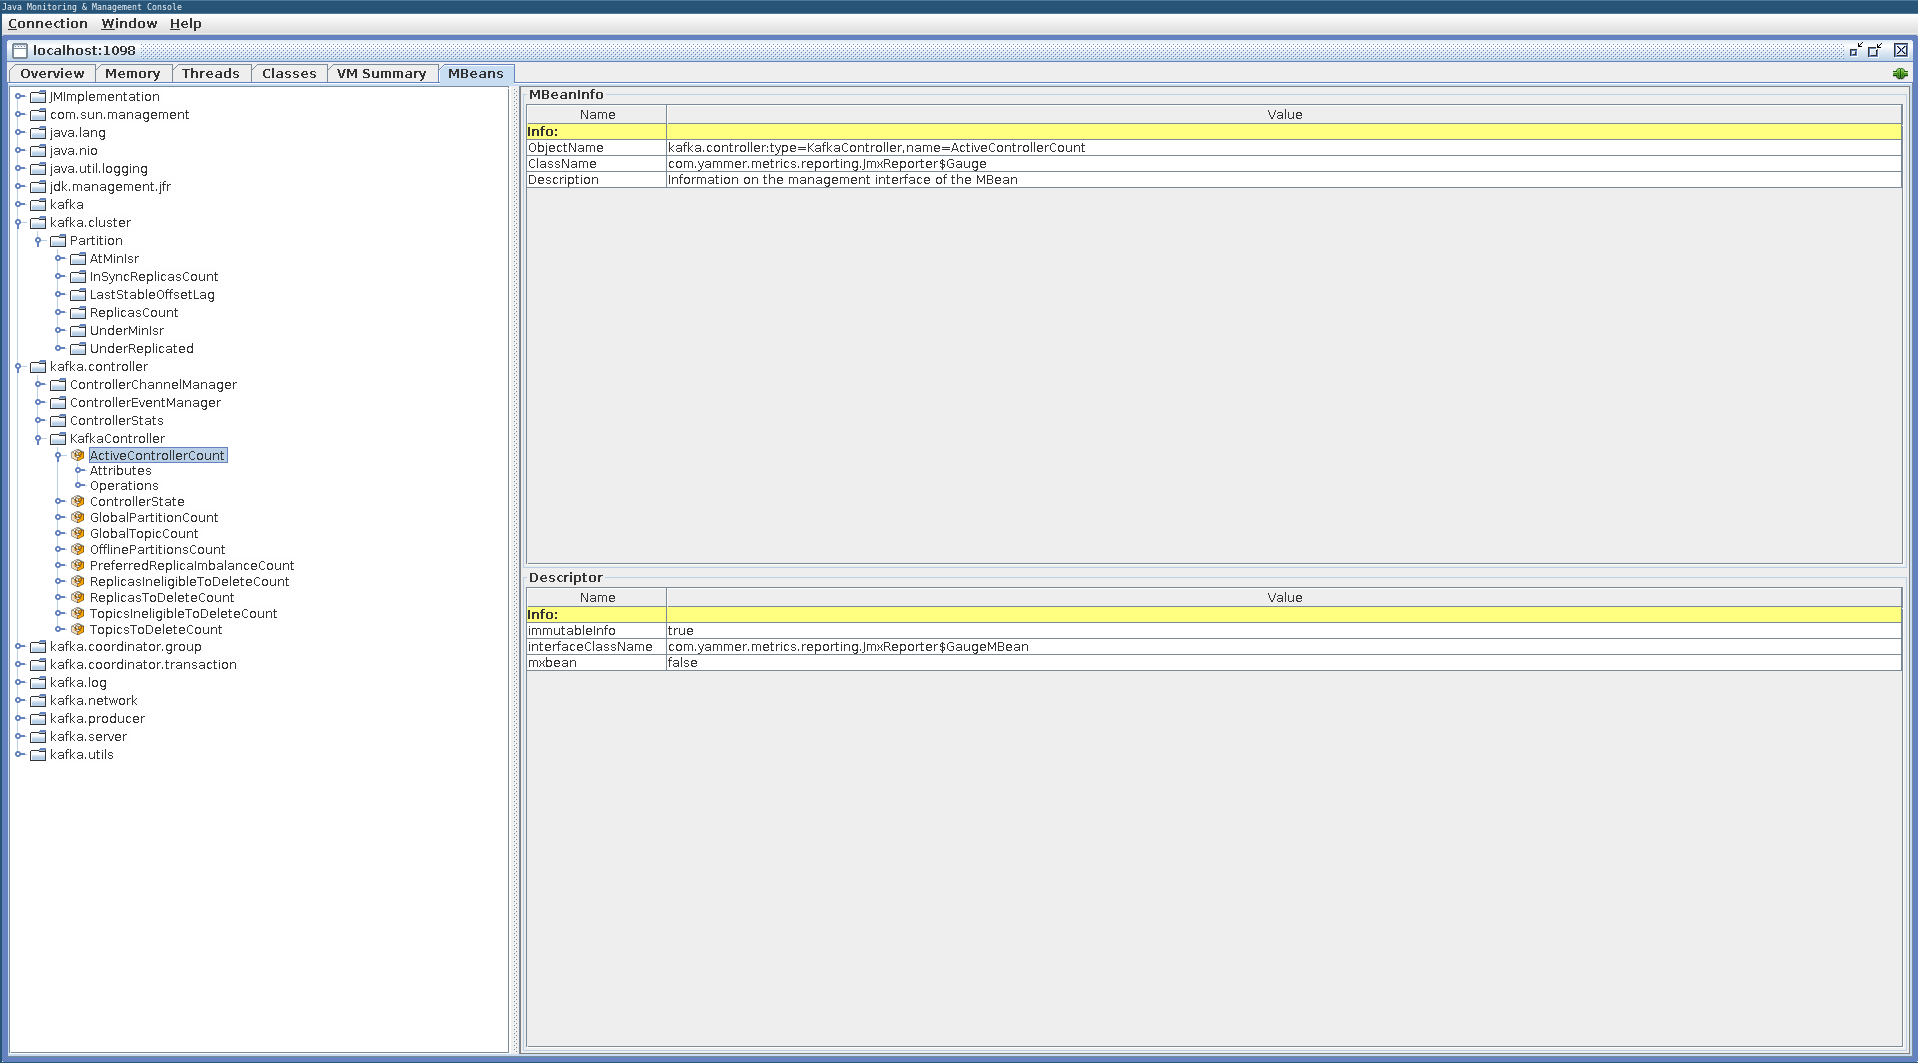 Java Monitoring & Management Console
Connection Window Help
localhost:1098
Overview Memory Threads Classes VM Summary MBeans
JMImplementation
com.sun.management
java.lang
java.nio
java.util.logging
jdk.management.jfr
kafka
kafka.cluster
Partition
AtMinIsr
InSyncReplicasCount
LastStableOffsetLag
ReplicasCount
UnderMinIsr
UnderReplicated
kafka.controller
ControllerChannelManager
ControllerEventManager
ControllerStats
KafkaController
ActiveControllerCount
Attributes
Operations
ControllerState
GlobalPartitionCount
GlobalTopicCount
OfflinePartitionsCount
PreferredReplicaImbalanceCount
ReplicasIneligibleToDeleteCount
ReplicasToDeleteCount
TopicsIneligibleToDeleteCount
TopicsToDeleteCount
kafka.coordinator.group
kafka.coordinator.transaction
kafka.log
kafka.network
kafka.producer
kafka.server
kafka.utils
MBeanInfo
Name Value
Info:
ObjectName kafka.controller:type=KafkaController,name=ActiveControllerCount
ClassName com.yammer.metrics.reporting.JmxReporter$Gauge
Description Information on the management interface of the MBean
Descriptor
Name Value
Info:
immutableInfo true
interfaceClassName com.yammer.metrics.reporting.JmxReporter$GaugeMBean
mxbean false